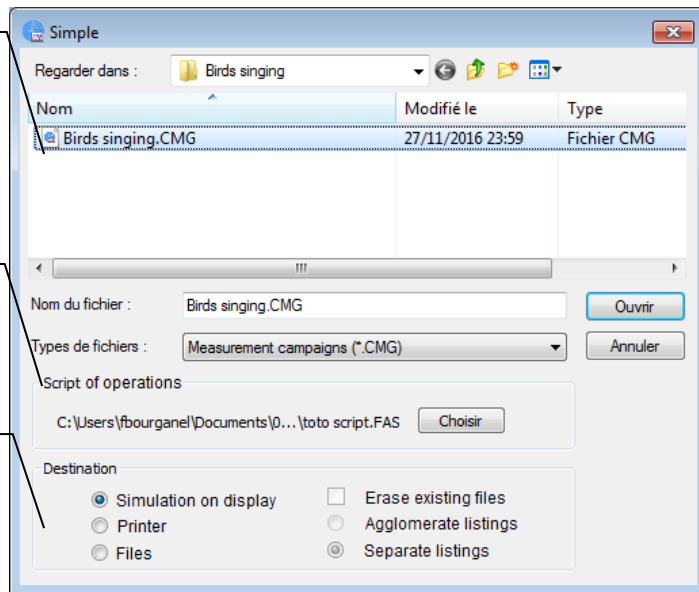 Simple
Regarder dans : Birds singing
Nom Modifié le Type
Birds singing.CMG 27/11/2016 23:59 Fichier CMG
Nom du fichier : Birds singing.CMG Ouvrir
Types de fichiers : Measurement campaigns (*.CMG) Annuler
Script of operations
C:\Users\fbourganel\Documents\0...\toto script.FAS Choisir
Destination
Simulation on display Erase existing files
Printer Agglomerate listings
Files Separate listings